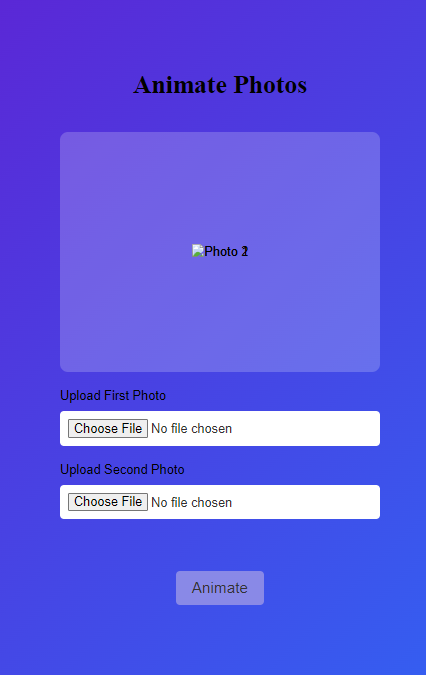 Animate Photos
Photo 2
Upload First Photo
Choose File No file chosen
Upload Second Photo
Choose File No file chosen
Animate